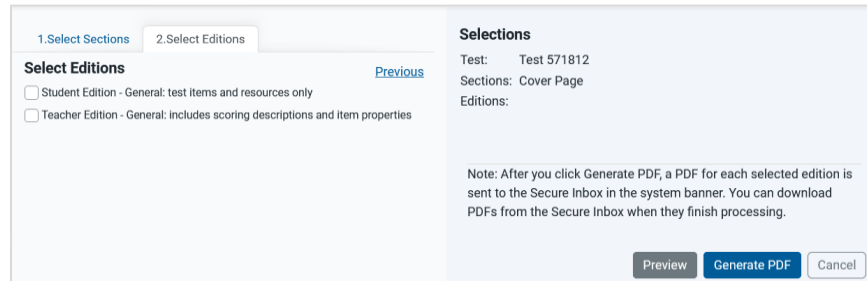 1.Select Sections
2.Select Editions
Select Editions
Previous
Student Edition - General: test items and resources only
Teacher Edition - General: includes scoring descriptions and item properties
Selections
Test: Test 571812
Sections: Cover Page
Editions:
Note: After you click Generate PDF, a PDF for each selected edition is
sent to the Secure Inbox in the system banner. You can download
PDFs from the Secure Inbox when they finish processing.
Preview
Generate PDF
Cancel